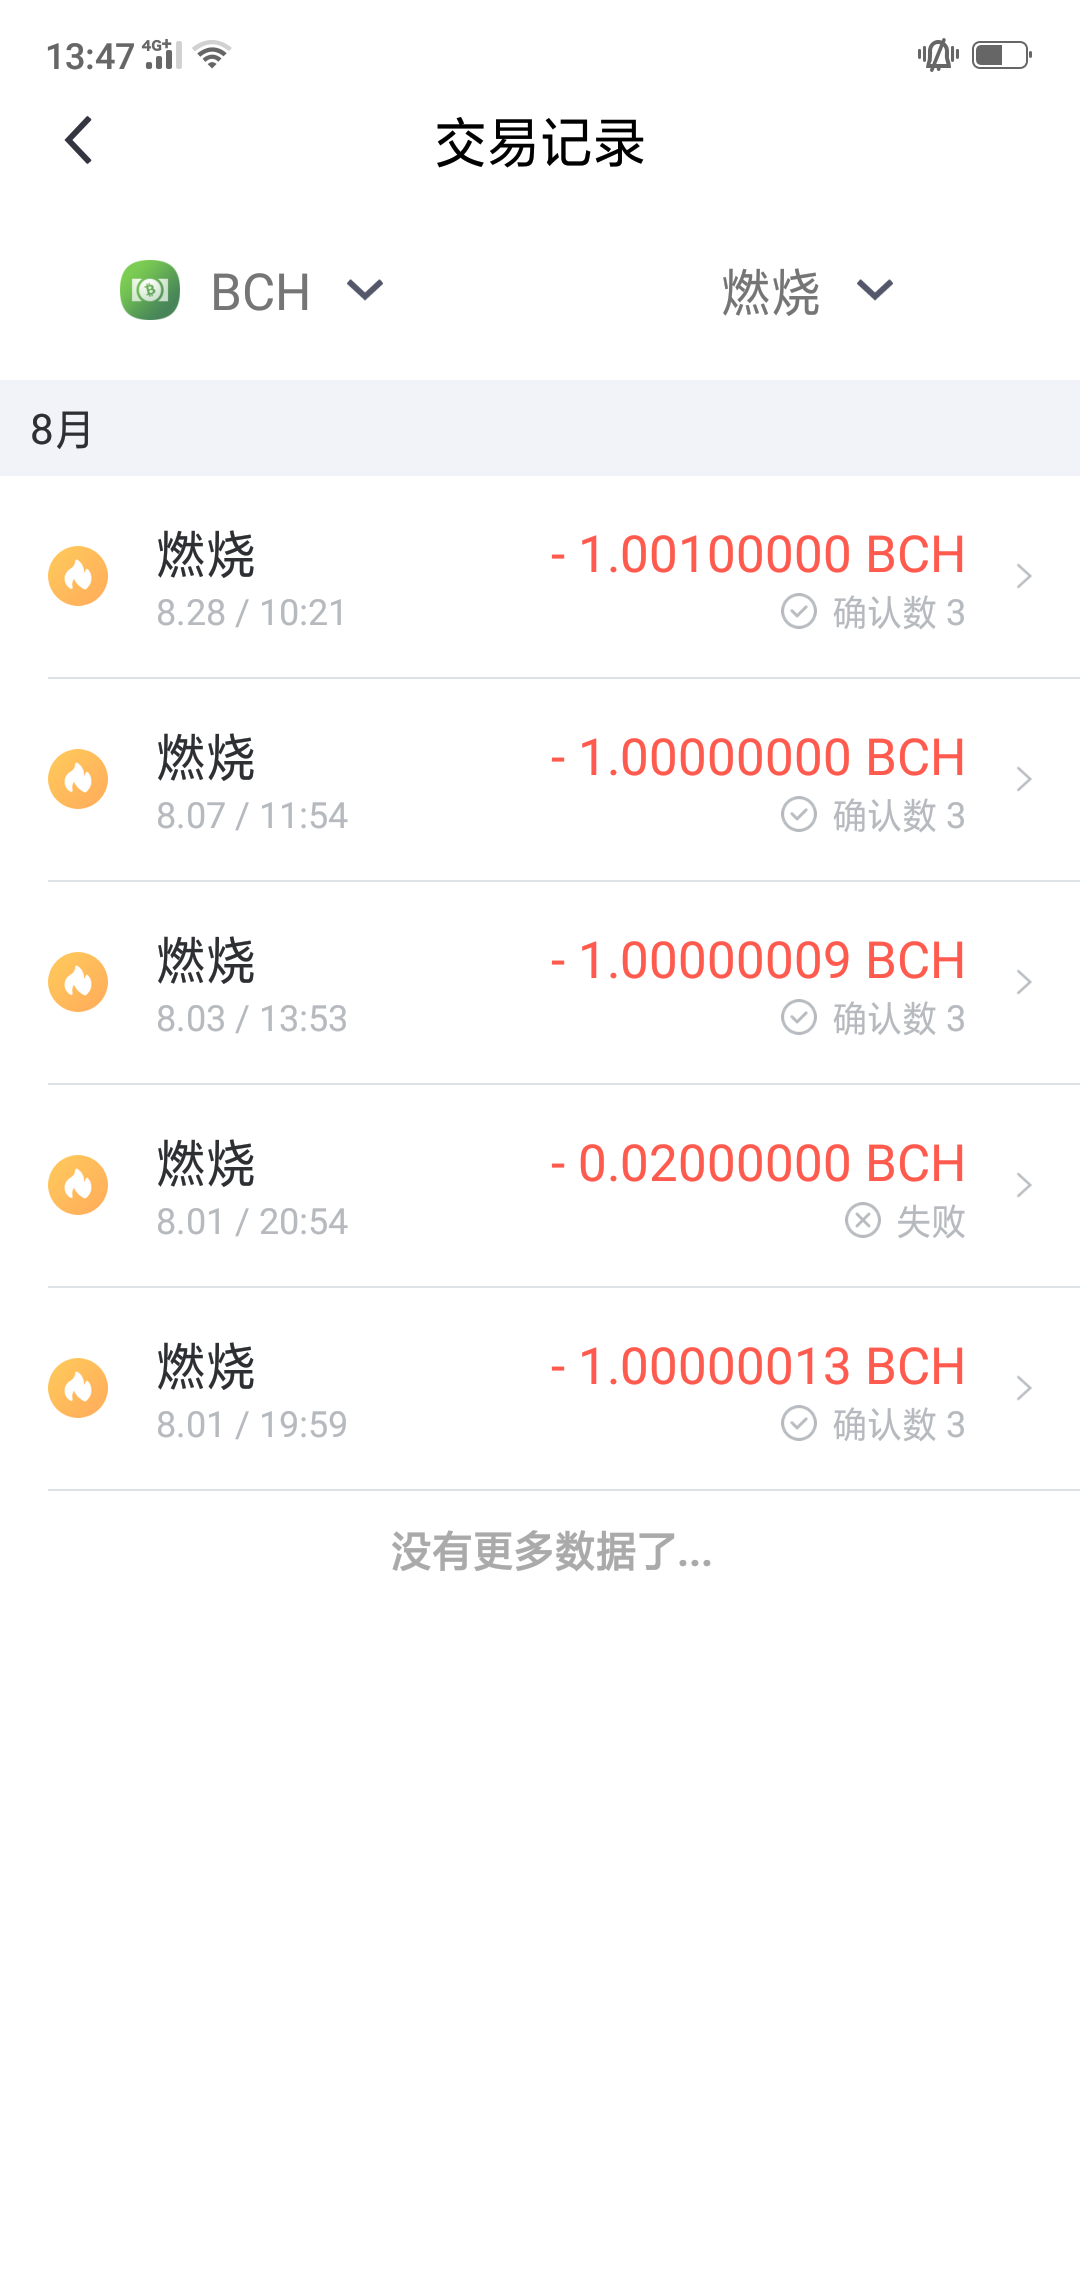 13:47 4G+
交易记录
BCH 燃烧
8月
燃烧 - 1.00100000 BCH
8.28 / 10:21 确认数 3
燃烧 - 1.00000000 BCH
8.07 / 11:54 确认数 3
燃烧 - 1.00000009 BCH
8.03 / 13:53 确认数 3
燃烧 - 0.02000000 BCH
8.01 / 20:54 失败
燃烧 - 1.00000013 BCH
8.01 / 19:59 确认数 3
没有更多数据了...